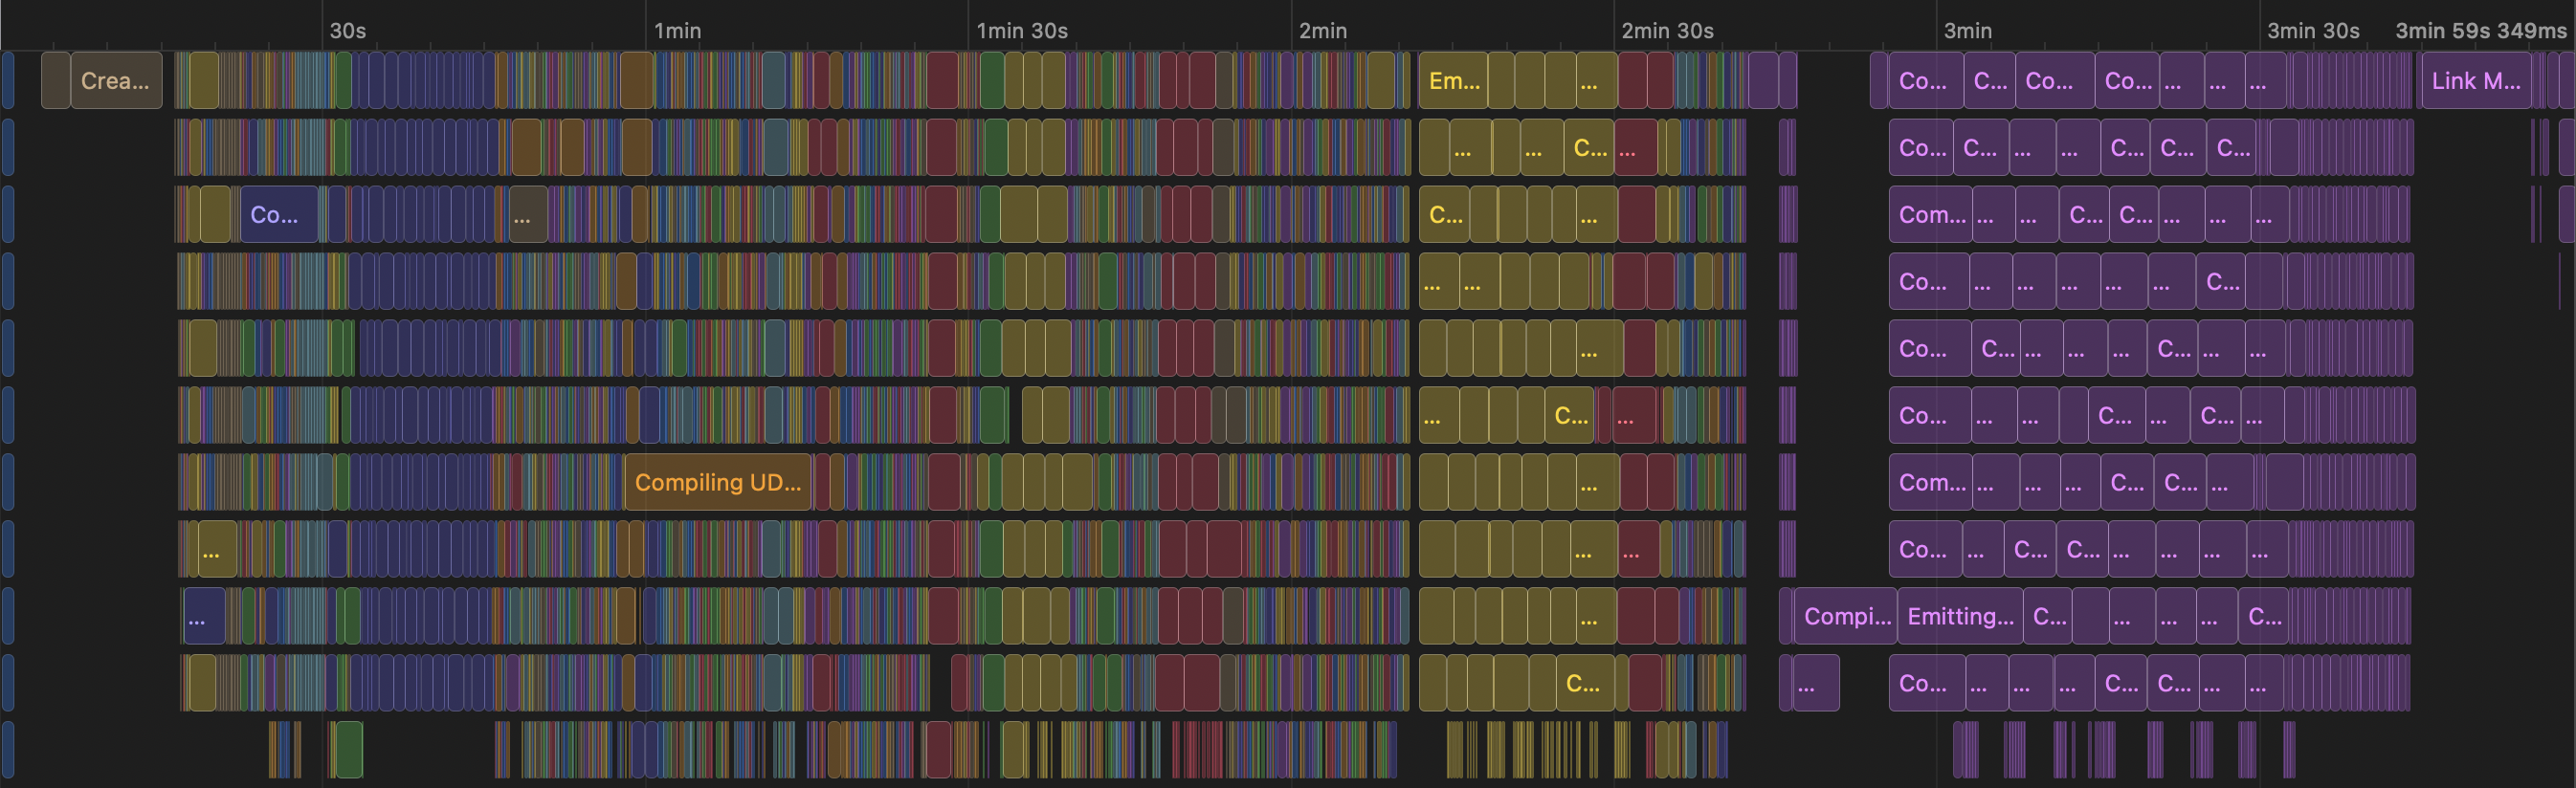 30s 1min 1min 30s 2min 2min 30s 3min 3min 30s 3min 59s 349ms
Crea... Em... ... Co... C... Co... Co... ... ... ... Link M...
... ... C... ... Co... C... ... ... C... C... C...
Co... ... C... ... Com... ... ... C... C... ... ... ...
... ... Co... ... ... ... ... ... C...
... Co... C... ... ... ... C... ... ...
... C... ... Co... ... ... C... ... C... ...
Compiling UD... ... Com... ... ... ... C... C... ...
... ... ... Co... ... C... C... ... ... ... ...
... ... Compi... Emitting... C... ... ... ... C...
C... ... Co... ... ... ... C... C... ... ...